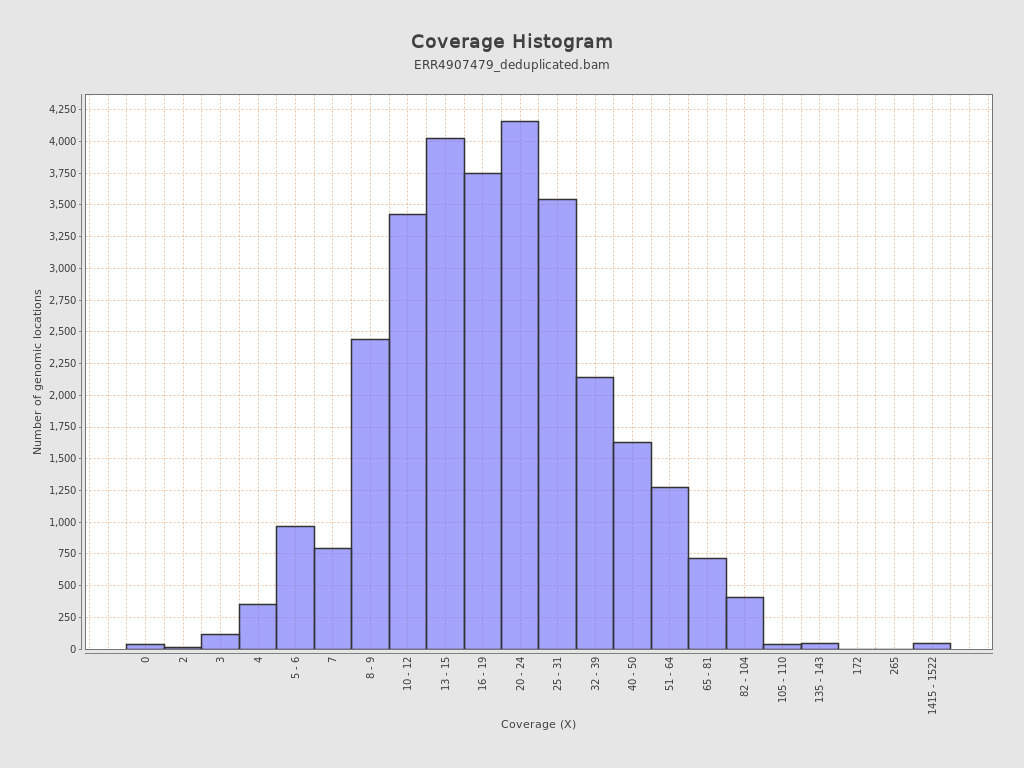 Coverage Histogram
ERR4907479_deduplicated.bam
Number of genomic locations
4,250
4,000
3,750
3,500
3,250
3,000
2,750
2,500
2,250
2,000
1,750
1,500
1,250
1,000
750
500
250
0
0
2
3
4
5 - 6
7
8 - 9
10 - 12
13 - 15
16 - 19
20 - 24
25 - 31
32 - 39
40 - 50
51 - 64
65 - 81
82 - 104
105 - 110
135 - 143
172
265
1415 - 1522
Coverage (X)